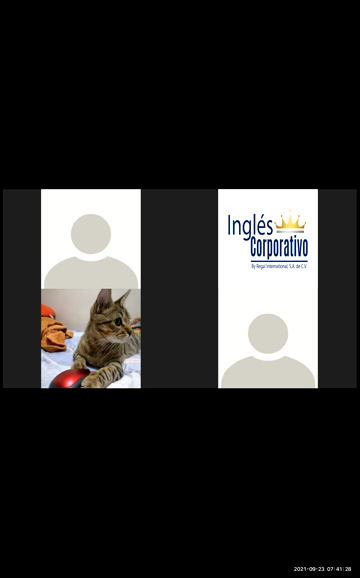 Inglés
Corporativo
By Regal International, S.A. de C.V
2021-09-23 07:41:28